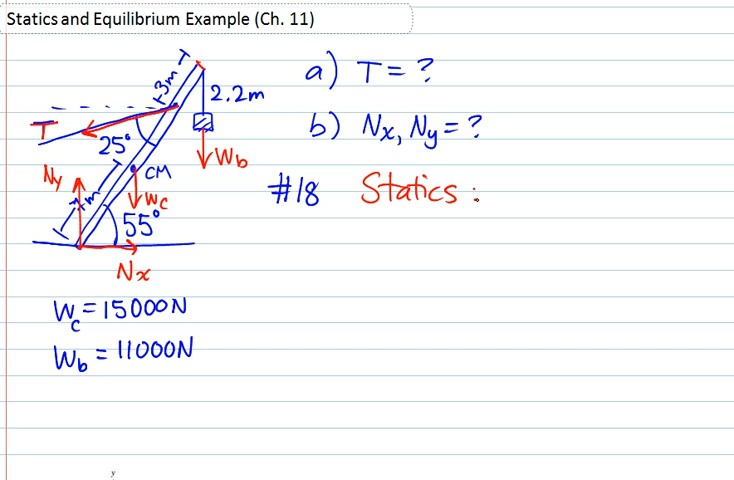 Statics and Equilibrium Example (Ch. 11)
a) T = ?
3m
2.2m
T
25°
b) Nx, Ny = ?
Wb
CM
Ny
#18 Statics :
Wc
7m
55°
Nx
Wc = 15000N
Wb = 11000N
y